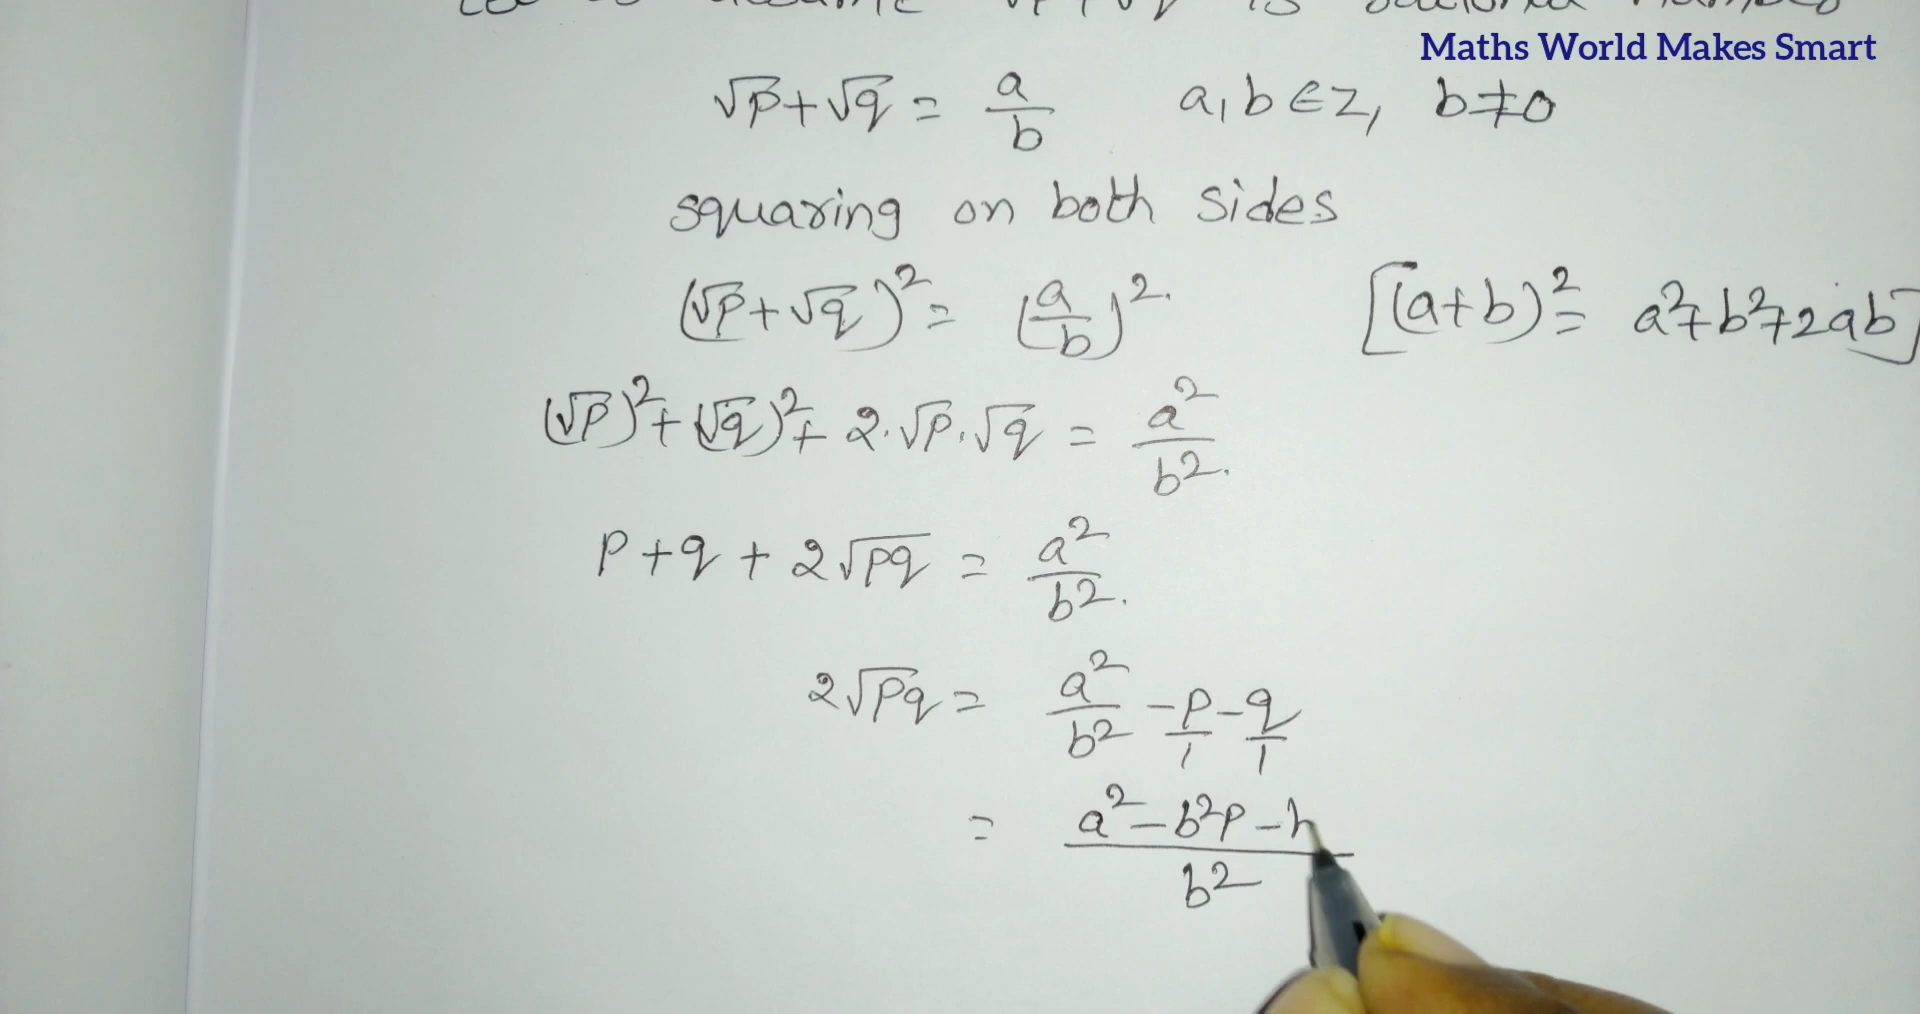 is
Maths World Makes Smart
√p+√q = a/b a, b ∈ Z, b≠0
squaring on both sides
(√p+√q)² = (a/b)². [(a+b)² = a²+b²+2ab]
(√p)²+(√q)²+2.√p.√q = a²/b².
p+q+2√pq = a²/b².
2√pq = a²/b² -p/1 -q/1
= a²-b²p-b/b²